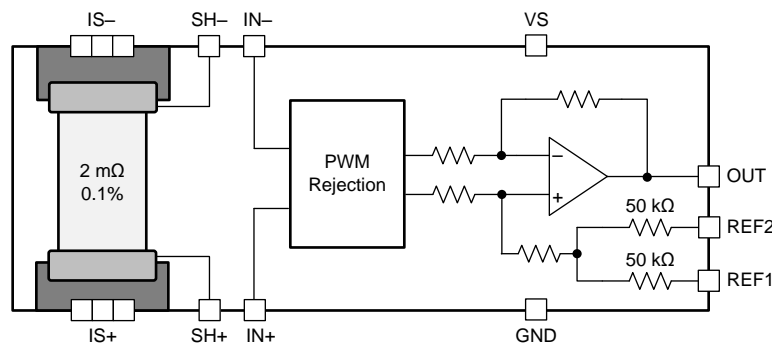 IS–
SH–
IN–
VS
2 mΩ
0.1%
PWM
Rejection
–
+
OUT
50 kΩ
REF2
50 kΩ
REF1
IS+
SH+
IN+
GND